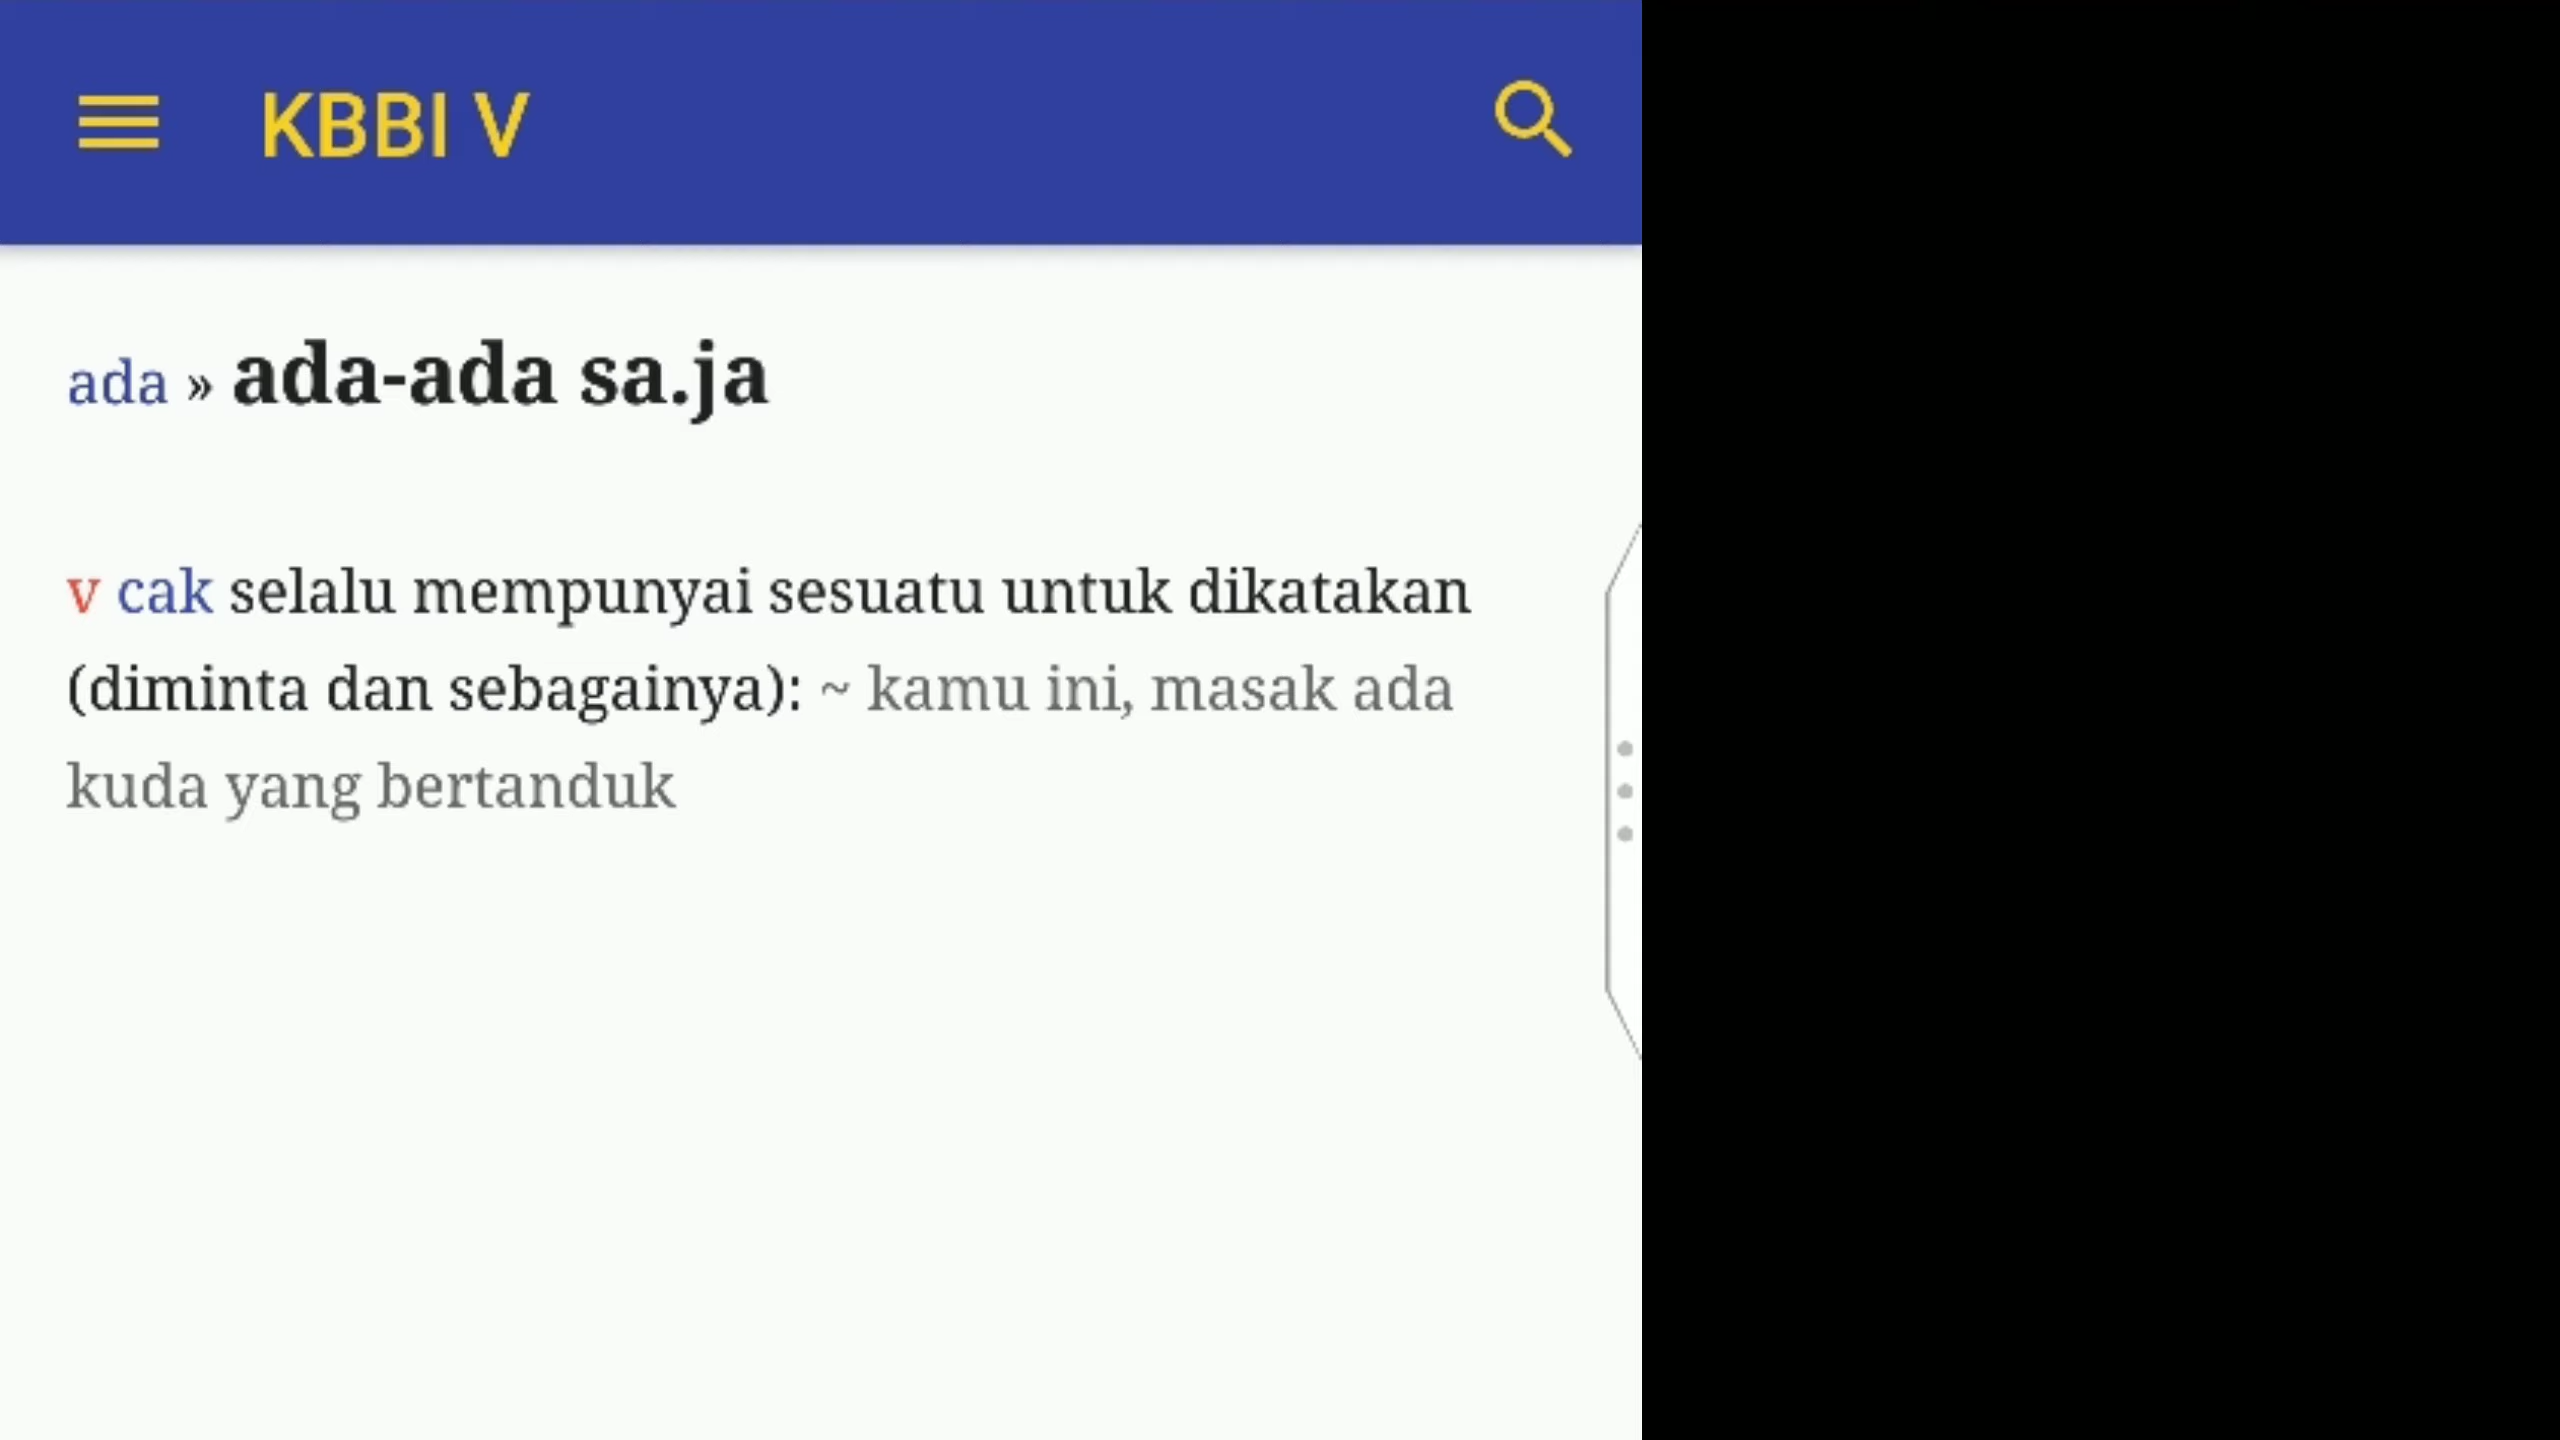 KBBI V
ada » ada-ada sa.ja
v cak selalu mempunyai sesuatu untuk dikatakan
(diminta dan sebagainya): ~ kamu ini, masak ada
kuda yang bertanduk